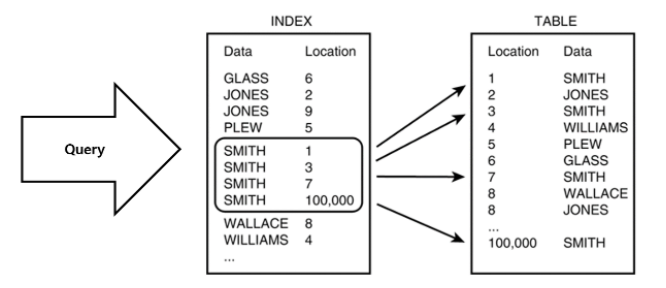 INDEX
Data Location
GLASS 6
JONES 2
JONES 9
PLEW 5
SMITH 1
SMITH 3
SMITH 7
SMITH 100,000
WALLACE 8
WILLIAMS 4
...
Query
TABLE
Location Data
1 SMITH
2 JONES
3 SMITH
4 WILLIAMS
5 PLEW
6 GLASS
7 SMITH
8 WALLACE
8 JONES
...
100,000 SMITH